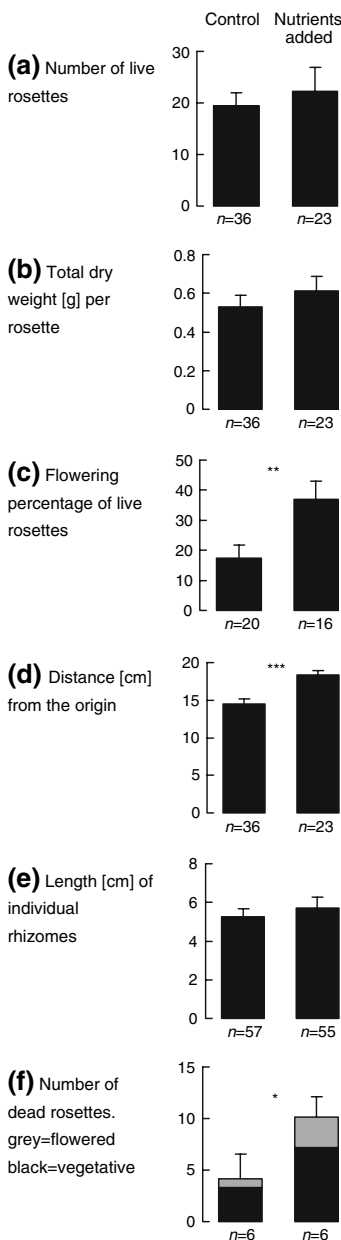 Control
Nutrients
added
(a) Number of live
rosettes
30
20
10
0
n=36
n=23
(b) Total dry
weight [g] per
rosette
0.8
0.6
0.4
0.2
0
n=36
n=23
(c) Flowering
percentage of live
rosettes
50
40
30
20
10
0
**
n=20
n=16
(d) Distance [cm]
from the origin
20
15
10
5
0
***
n=36
n=23
(e) Length [cm] of
individual
rhizomes
8
6
4
2
0
n=57
n=55
(f) Number of
dead rosettes.
grey=flowered
black=vegetative
15
10
5
0
*
n=6
n=6